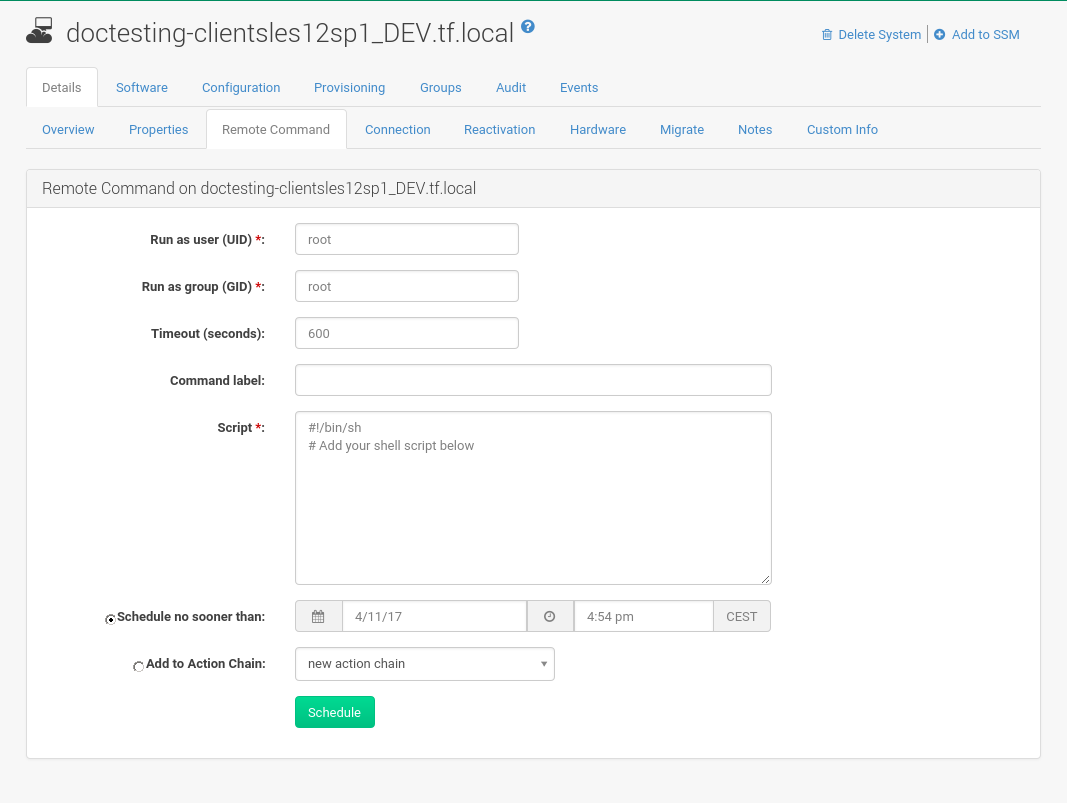 doctesting-clientsles12sp1_DEV.tf.local ?
Delete System Add to SSM
Details Software Configuration Provisioning Groups Audit Events
Overview Properties Remote Command Connection Reactivation Hardware Migrate Notes Custom Info
Remote Command on doctesting-clientsles12sp1_DEV.tf.local
Run as user (UID) *: root
Run as group (GID) *: root
Timeout (seconds): 600
Command label:
Script *: #!/bin/sh
# Add your shell script below
Schedule no sooner than: 4/11/17 4:54 pm CEST
Add to Action Chain: new action chain
Schedule